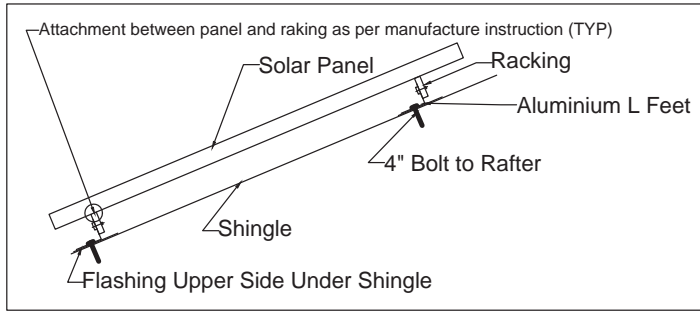 Attachment between panel and raking as per manufacture instruction (TYP)
Solar Panel
Racking
Aluminium L Feet
4" Bolt to Rafter
Shingle
Flashing Upper Side Under Shingle